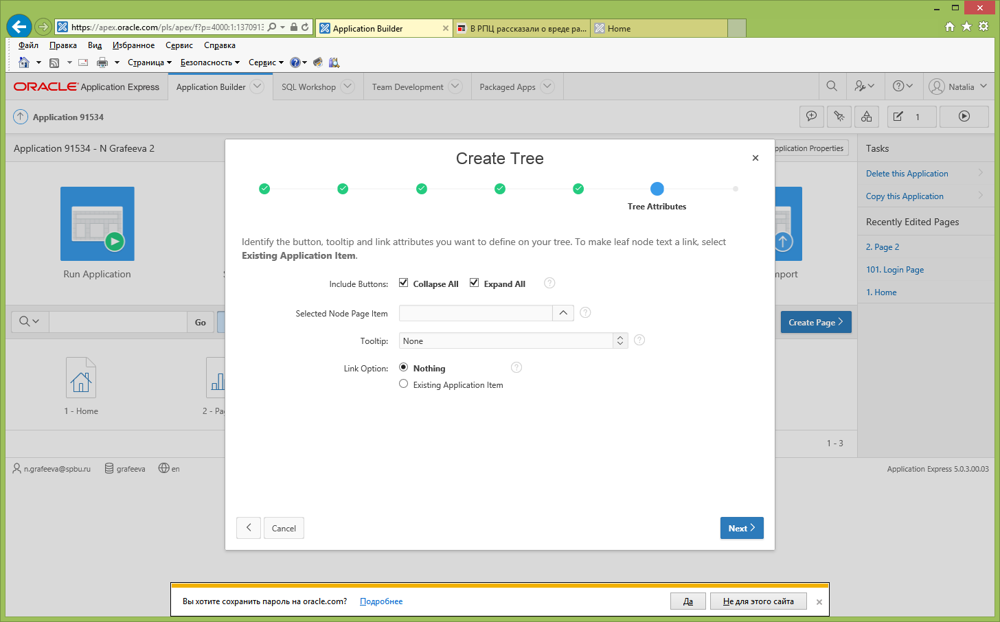 https://apex.oracle.com/pls/apex/f?p=4000:1:1370913
Application Builder
В РПЦ рассказали о вреде ра...
Home
Файл Правка Вид Избранное Сервис Справка
Страница Безопасность Сервис
ORACLE Application Express
Application Builder
SQL Workshop
Team Development
Packaged Apps
Natalia
Application 91534
1
Application 91534 - N Grafeeva 2
pplication Properties
Tasks
Delete this Application
Copy this Application
Recently Edited Pages
2. Page 2
101. Login Page
1. Home
Run Application
mport
Go
Create Page
1 - Home
2 - Pa
1 - 3
Create Tree
Tree Attributes
Identify the button, tooltip and link attributes you want to define on your tree. To make leaf node text a link, select
Existing Application Item.
Include Buttons: Collapse All Expand All
Selected Node Page Item
Tooltip: None
Link Option: Nothing
Existing Application Item
Cancel
Next
n.grafeeva@spbu.ru grafeeva en
Application Express 5.0.3.00.03
Вы хотите сохранить пароль на oracle.com? Подробнее Да Не для этого сайта